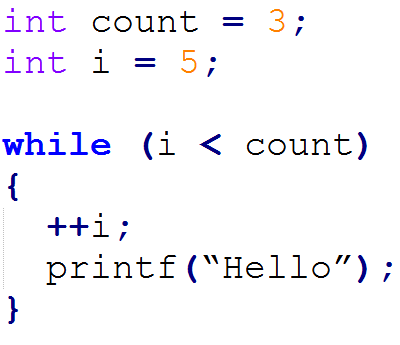 int count = 3;
int i = 5;
while (i < count)
{
++i;
printf(“Hello”);
}